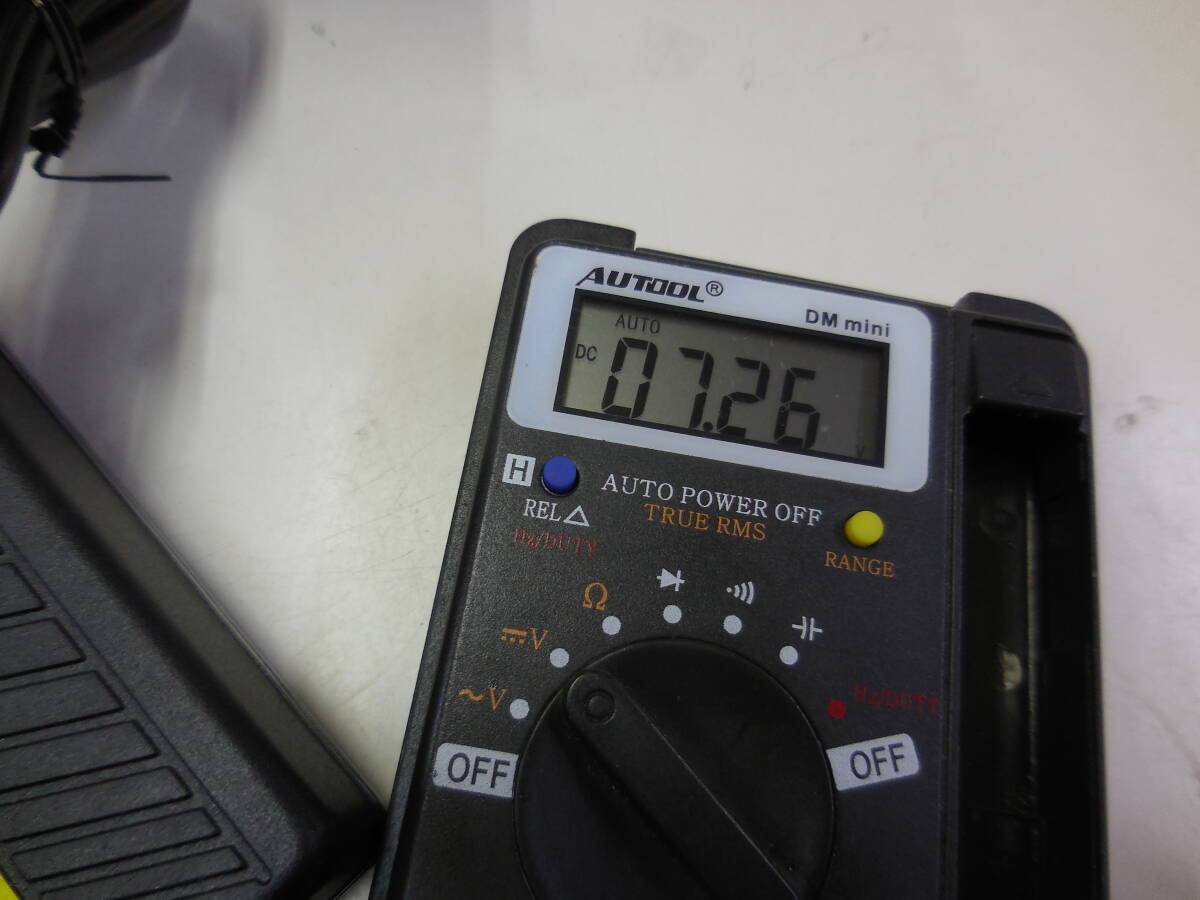 AUTOOL®
DM mini
AUTO
DC 07.26 V
H
AUTO POWER OFF
REL△
TRUE RMS
Hz/DUTY
RANGE
Ω
⎓V
~V
Hz/DUTY
OFF
OFF